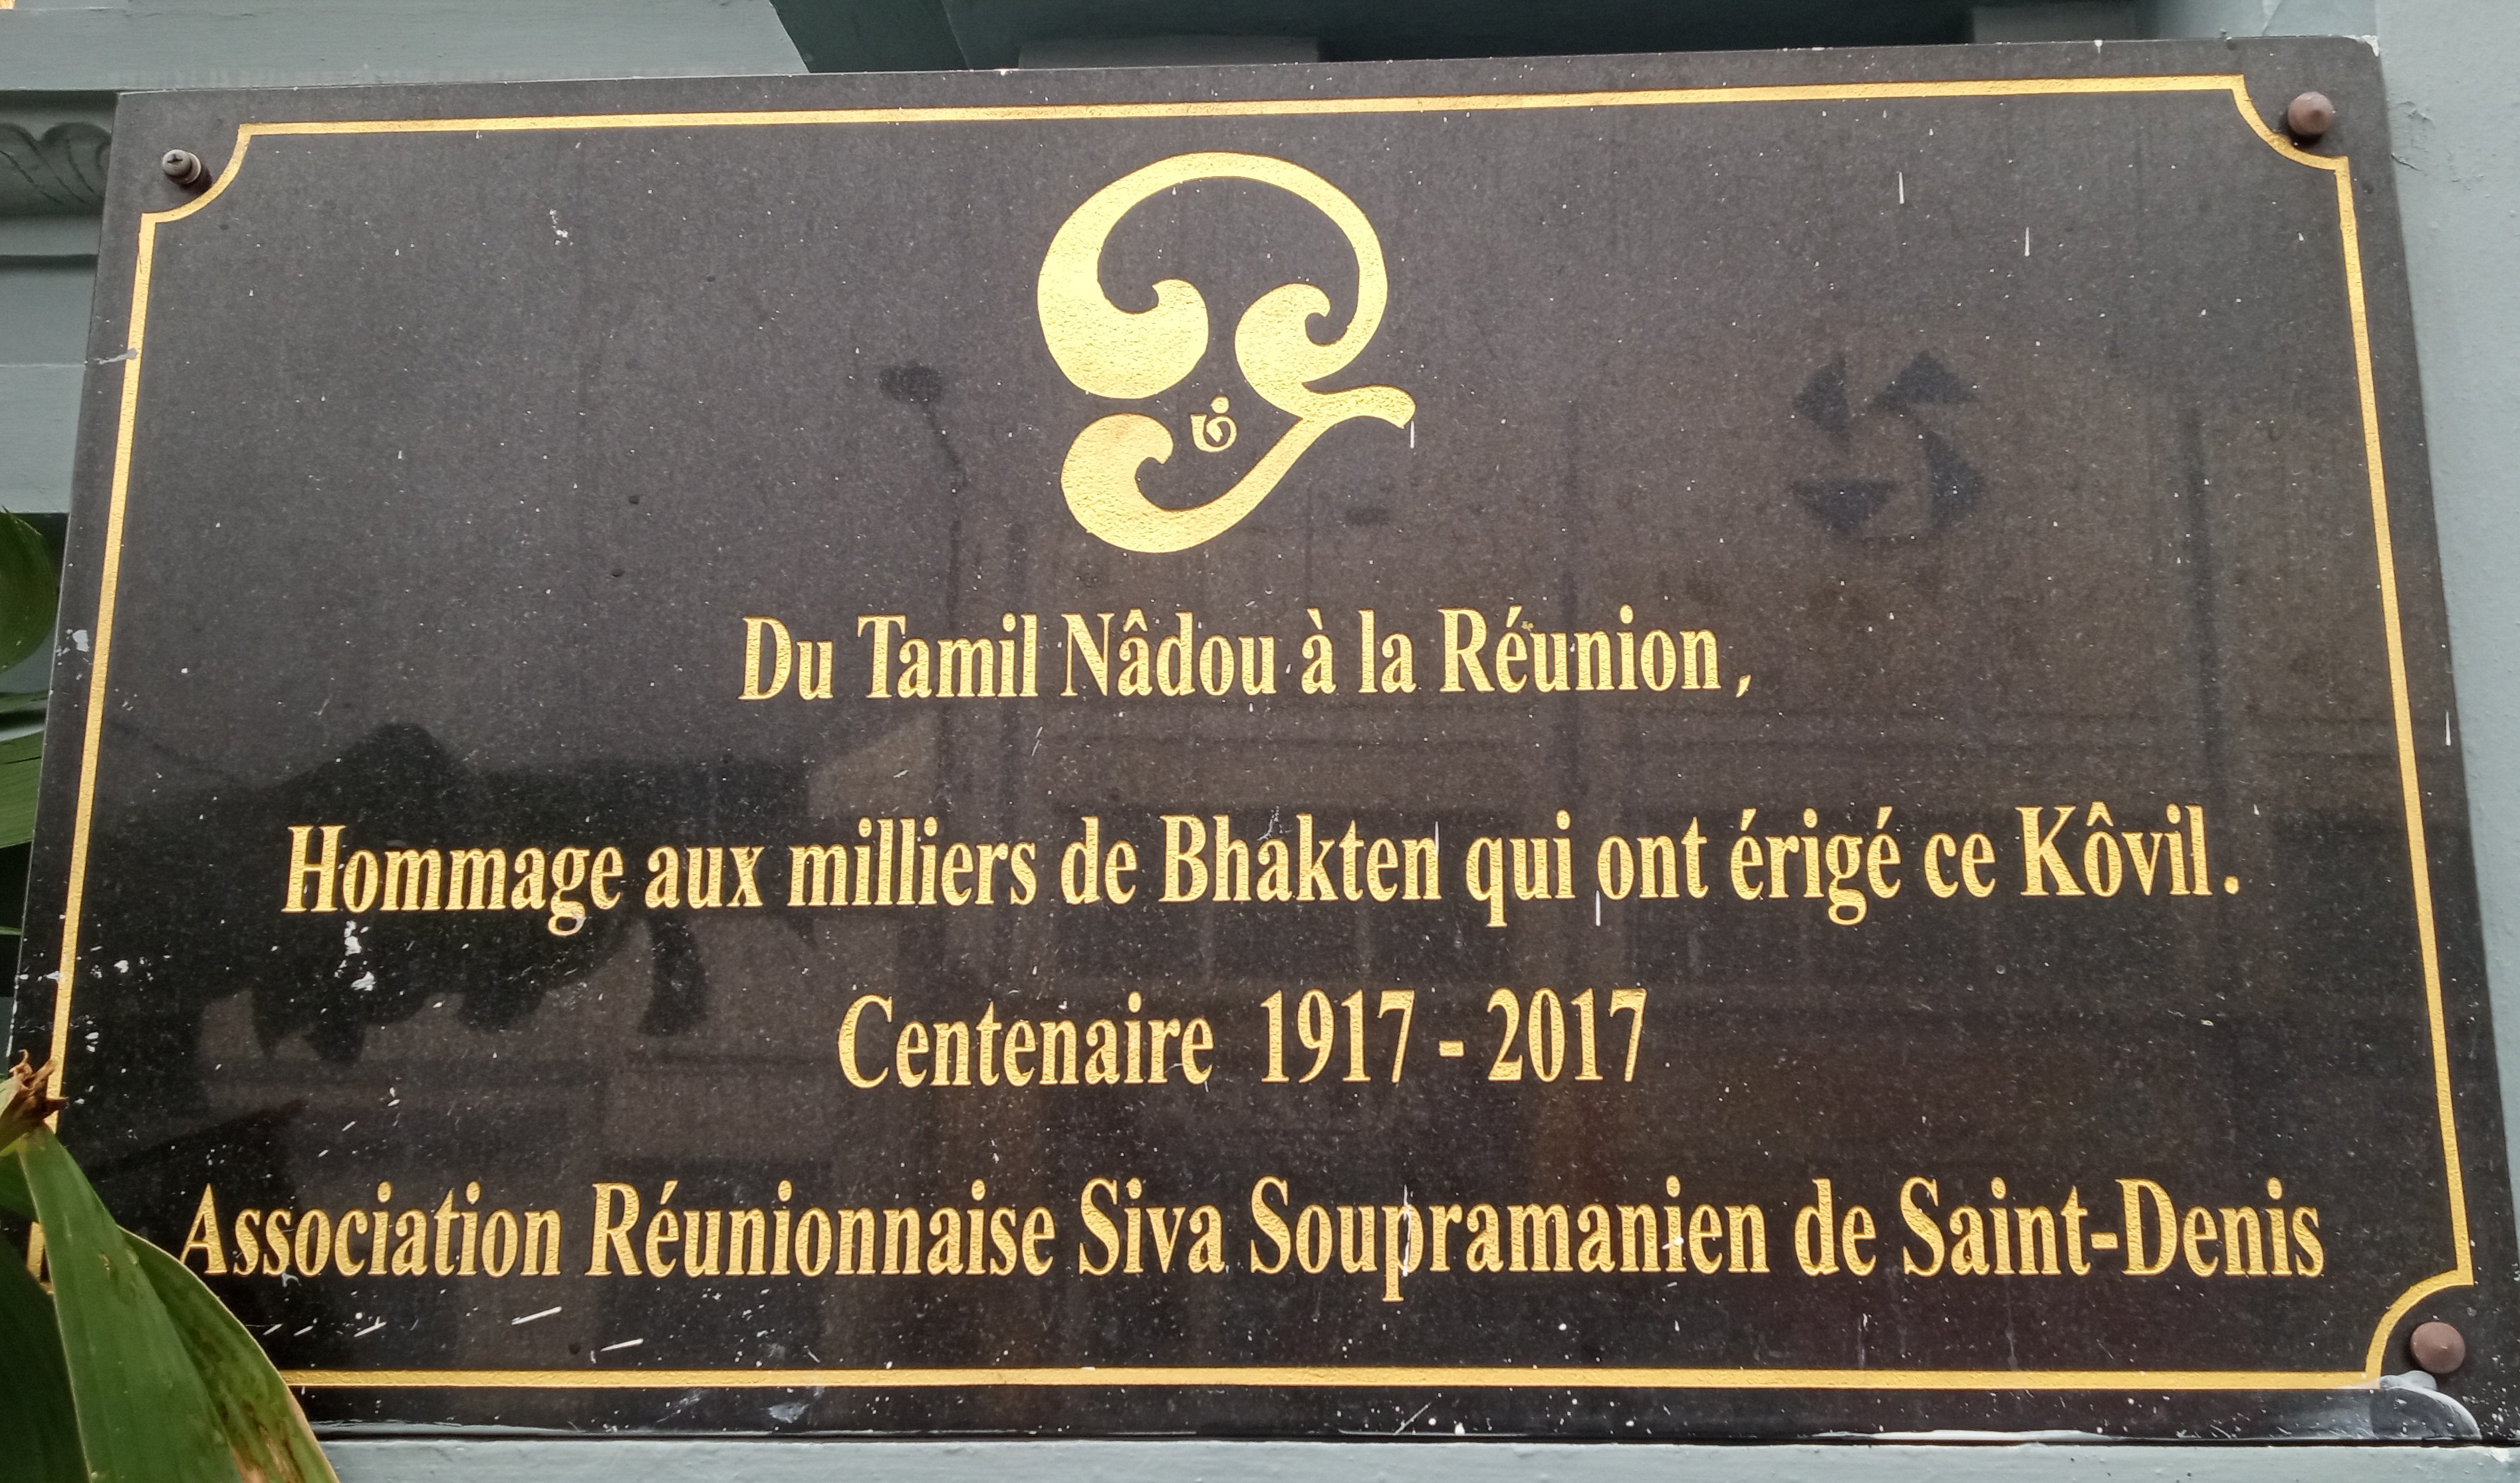 ௐ
Du Tamil Nâdou à la Réunion,
Hommage aux milliers de Bhakten qui ont érigé ce Kôvil.
Centenaire 1917 - 2017
Association Réunionnaise Siva Soupramanien de Saint-Denis